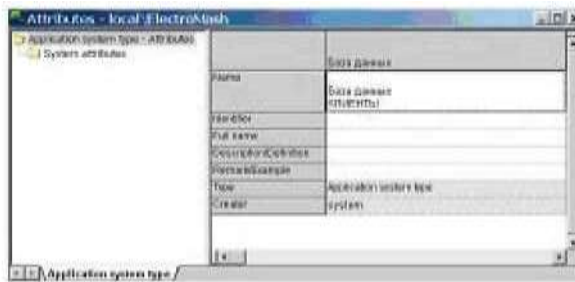 Attributes - local\ElectroMash
Application system type - Attributes
System attributes
База данных
Name
База данных
клиенты
Identifier
Full name
Description/Definition
Remark/Example
Type
Application system type
Creator
system
Application system type